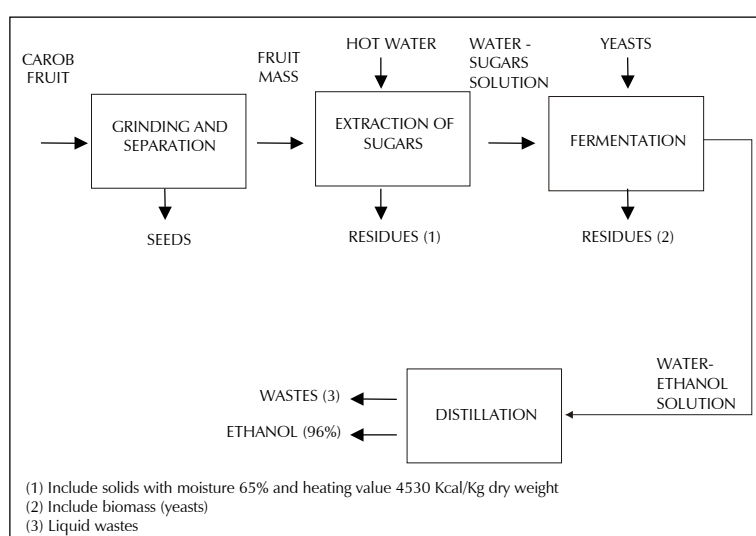 CAROB
FRUIT
GRINDING AND
SEPARATION
SEEDS
FRUIT
MASS
HOT WATER
EXTRACTION OF
SUGARS
RESIDUES (1)
WATER -
SUGARS
SOLUTION
YEASTS
FERMENTATION
RESIDUES (2)
WATER-
ETHANOL
SOLUTION
DISTILLATION
WASTES (3)
ETHANOL (96%)
(1) Include solids with moisture 65% and heating value 4530 Kcal/Kg dry weight
(2) Include biomass (yeasts)
(3) Liquid wastes